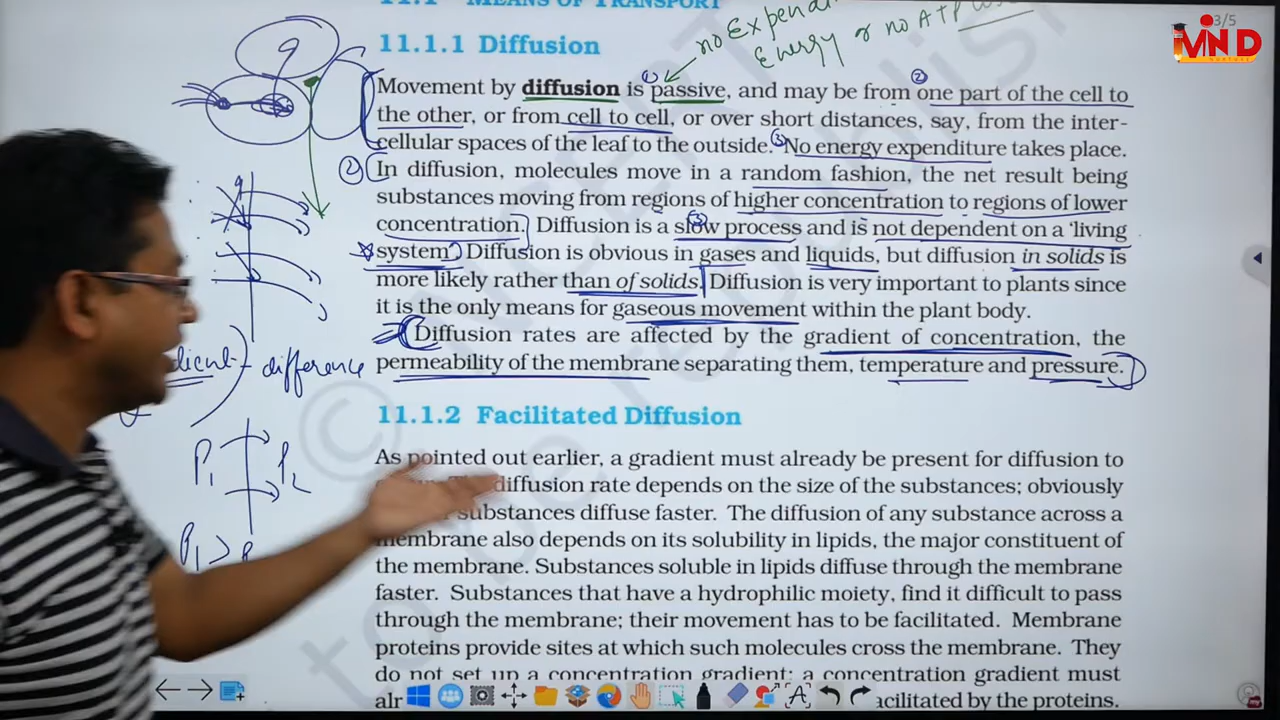 11.1 MEANS OF TRANSPORT
3/5
MIND
11.1.1 Diffusion
no Expendi
Energy or no ATP
Movement by diffusion is passive, and may be from one part of the cell to
the other, or from cell to cell, or over short distances, say, from the inter-
cellular spaces of the leaf to the outside. No energy expenditure takes place.
In diffusion, molecules move in a random fashion, the net result being
substances moving from regions of higher concentration to regions of lower
concentration. Diffusion is a slow process and is not dependent on a 'living
system'. Diffusion is obvious in gases and liquids, but diffusion in solids is
more likely rather than of solids. Diffusion is very important to plants since
it is the only means for gaseous movement within the plant body.
Diffusion rates are affected by the gradient of concentration, the
permeability of the membrane separating them, temperature and pressure.
difference
11.1.2 Facilitated Diffusion
P1 P2
P1 >
As pointed out earlier, a gradient must already be present for diffusion to
diffusion rate depends on the size of the substances; obviously
substances diffuse faster. The diffusion of any substance across a
membrane also depends on its solubility in lipids, the major constituent of
the membrane. Substances soluble in lipids diffuse through the membrane
faster. Substances that have a hydrophilic moiety, find it difficult to pass
through the membrane; their movement has to be facilitated. Membrane
proteins provide sites at which such molecules cross the membrane. They
do not set up a concentration gradient: a concentration gradient must
alr acilitated by the proteins.